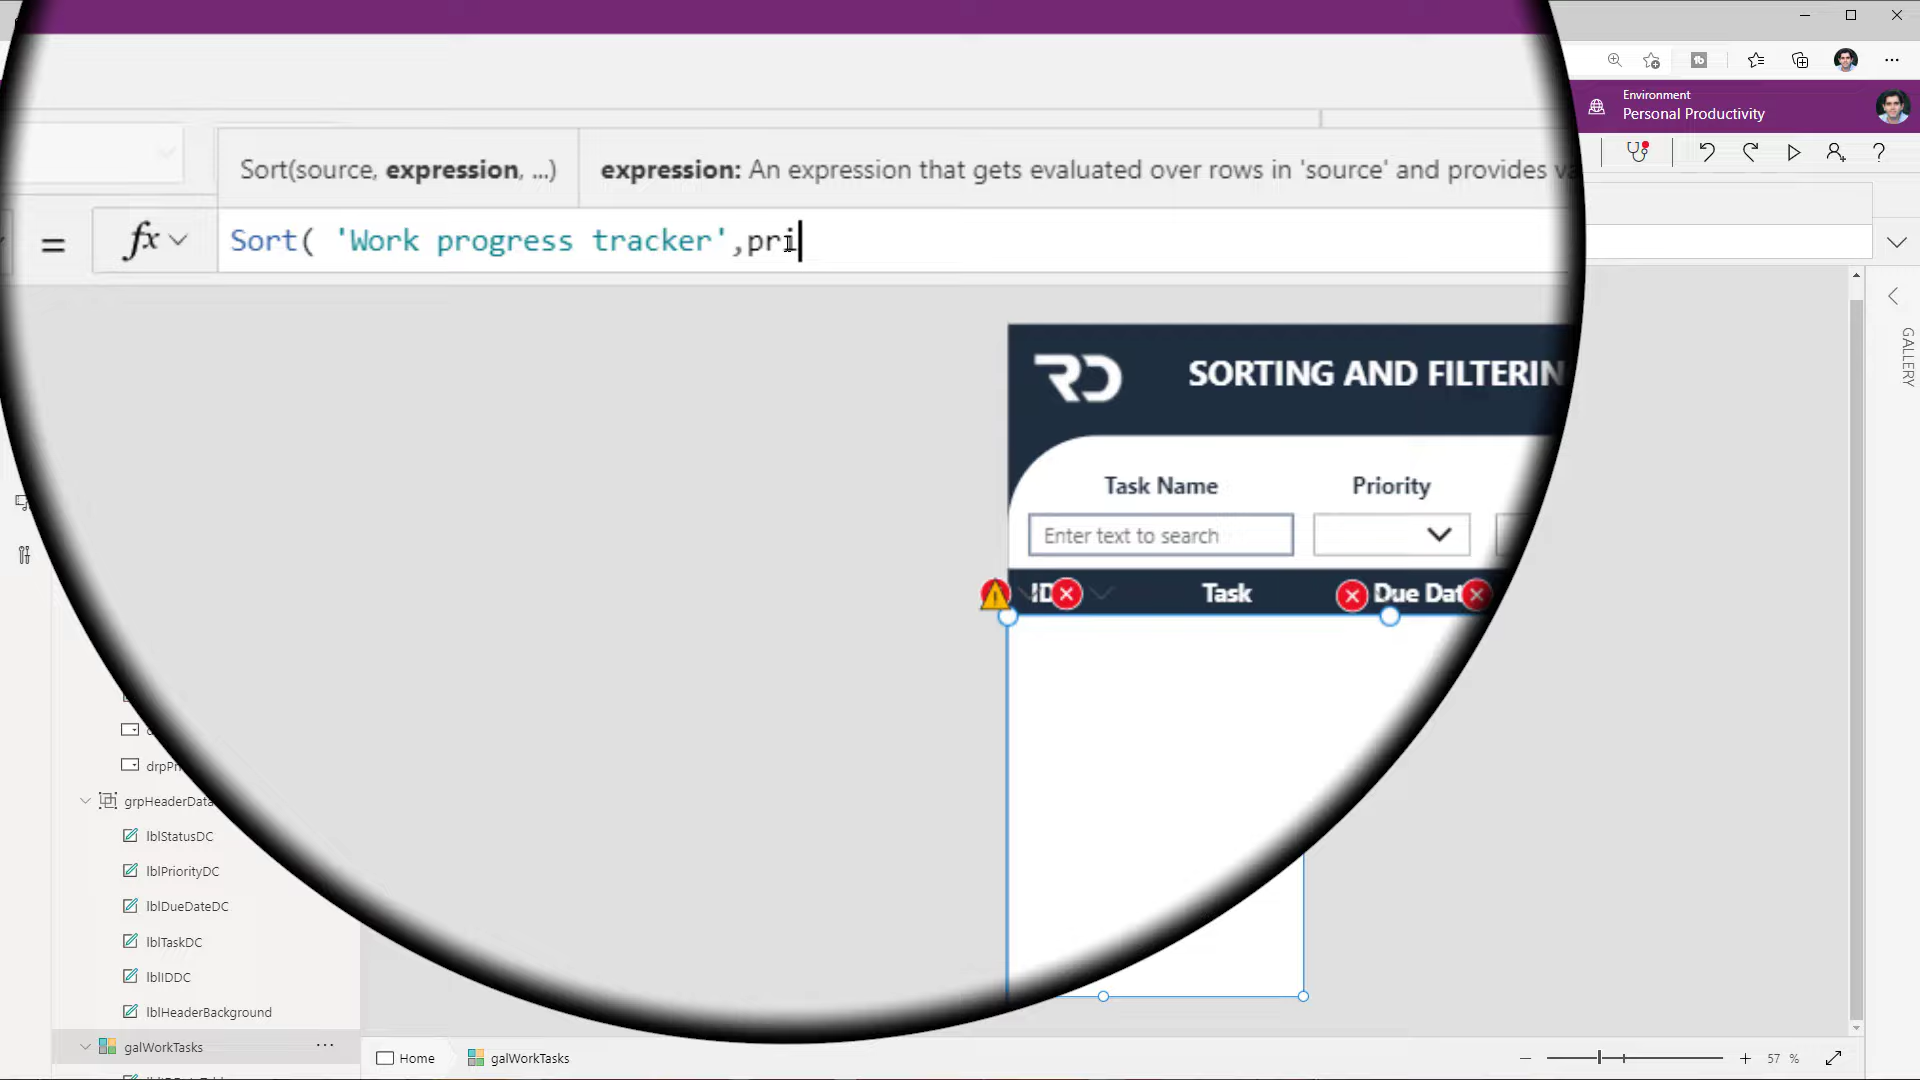 Environment
Personal Productivity
Sort(source, expression, ...)
expression: An expression that gets evaluated over rows in 'source' and provides
= fx Sort( 'Work progress tracker',pri
GALLERY
RD SORTING AND FILTERIN
Task Name Priority
Enter text to search
ID Task Due Dat
grpHeaderData
lblStatusDC
lblPriorityDC
lblDueDateDC
lblTaskDC
lblIDDC
lblHeaderBackground
galWorkTasks ...
Home galWorkTasks
57 %